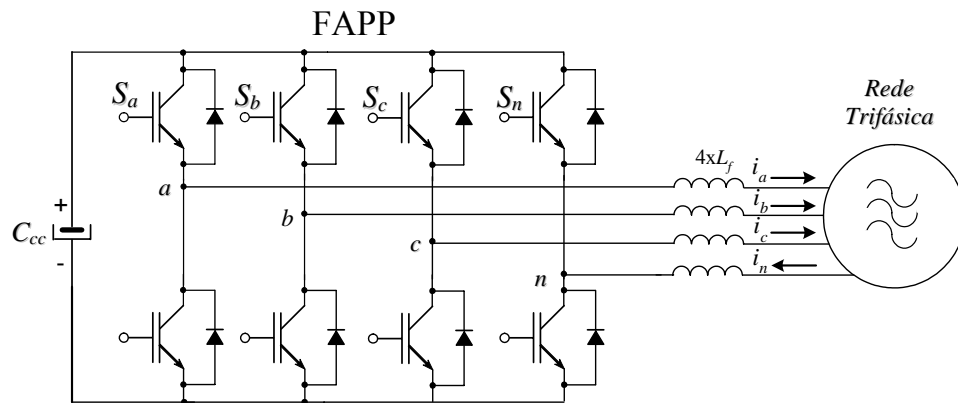 FAPP
Sa Sb Sc Sn
Rede
Trifásica
4xLf
ia
a
ib
b
+
ic
Ccc
c
-
in
n